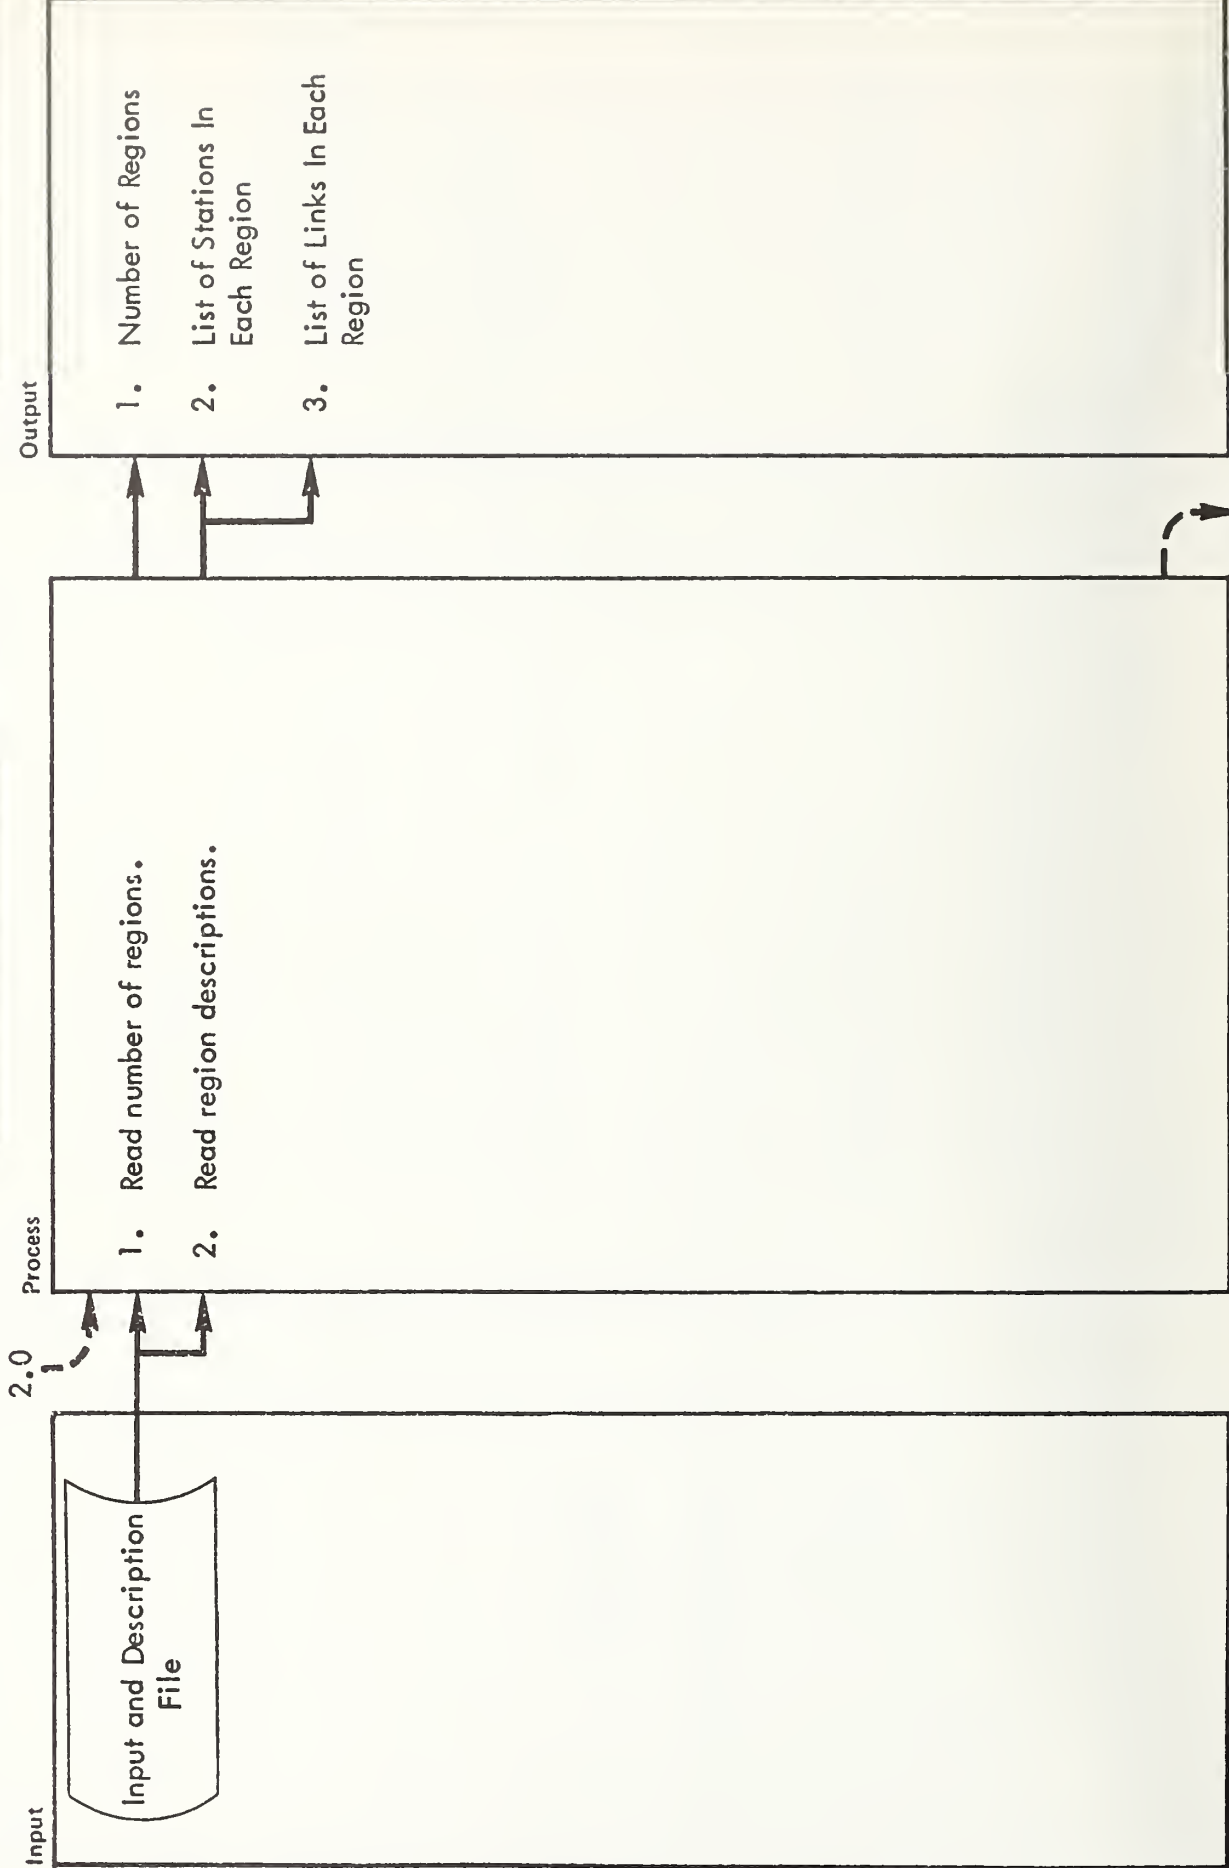 Input
Input and Description
File
2.0
Process
1. Read number of regions.
2. Read region descriptions.
Output
1. Number of Regions
2. List of Stations In
Each Region
3. List of Links In Each
Region